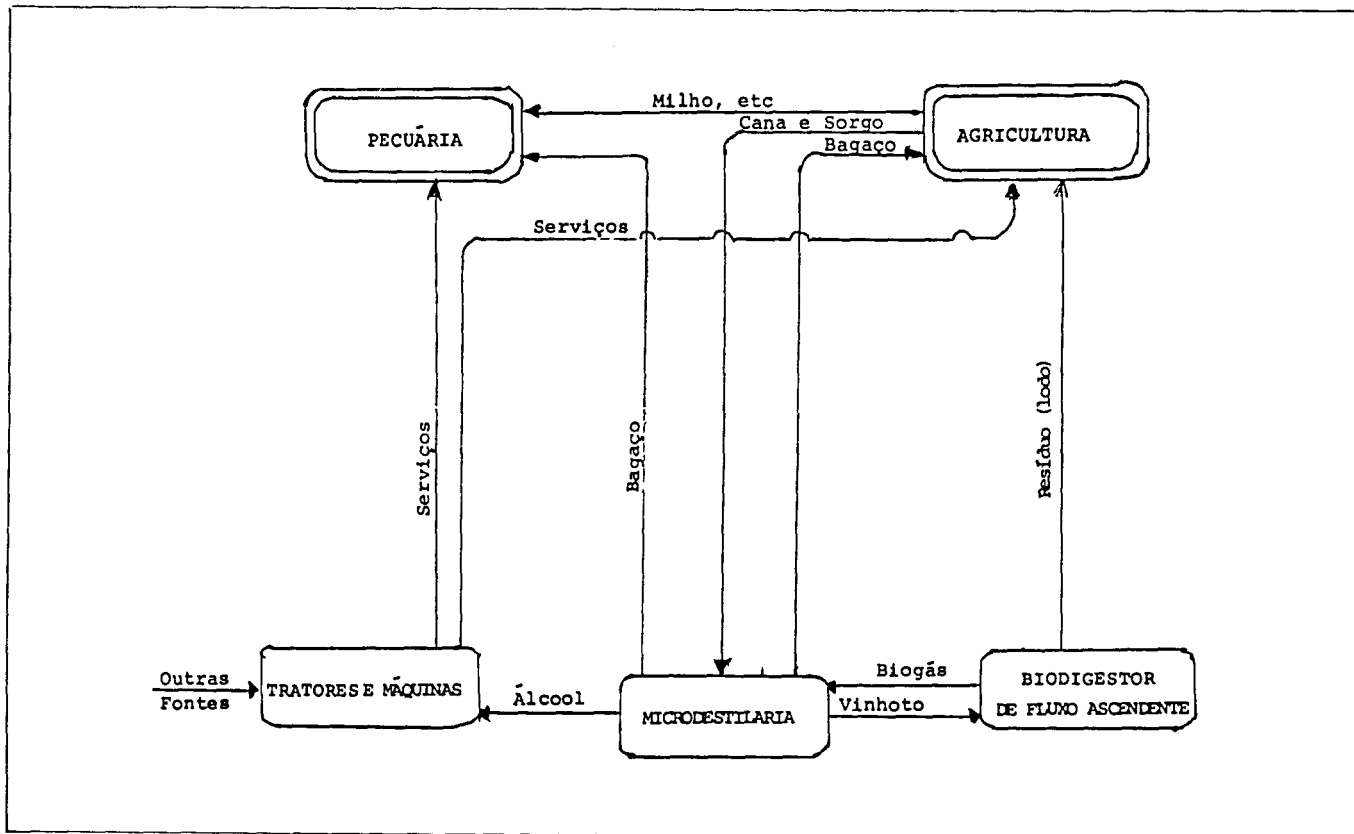 Milho, etc
PECUÁRIA
Cana e Sorgo
AGRICULTURA
Bagaço
Serviços
Serviços
Bagaço
Resíduo (lodo)
Outras
Fontes
TRATORES E MÁQUINAS
Álcool
MICRODESTILARIA
Biogás
Vinhoto
BIODIGESTOR
DE FLUXO ASCENDENTE